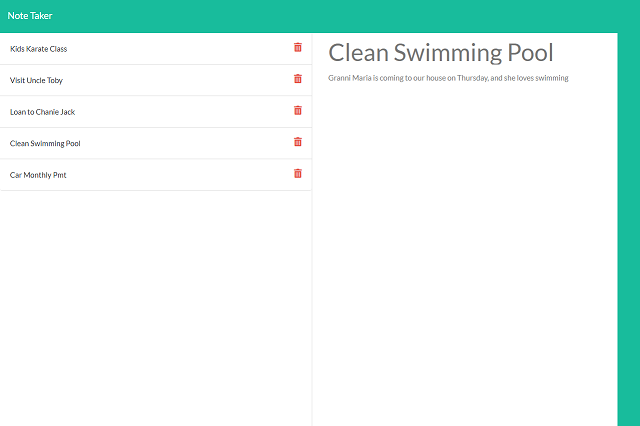 Note Taker
Kids Karate Class
Visit Uncle Toby
Loan to Chanie Jack
Clean Swimming Pool
Car Monthly Pmt
Clean Swimming Pool
Granni Maria is coming to our house on Thursday, and she loves swimming